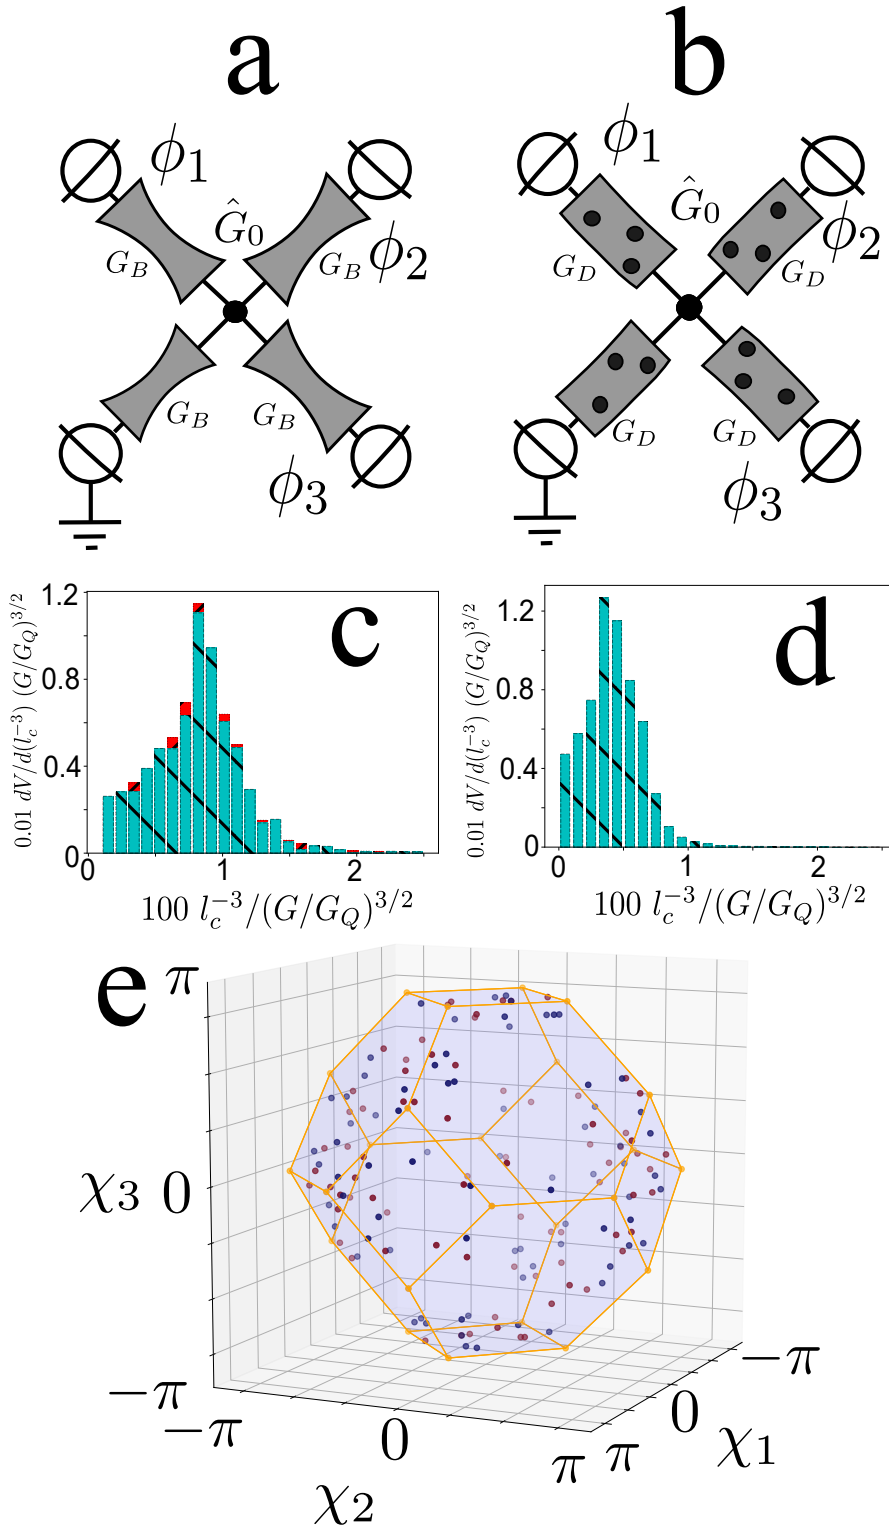 a
b
ϕ1
ϕ1
Ĝ0
Ĝ0
ϕ2
ϕ2
G_B
G_B
G_D
G_D
G_B
G_B
G_D
G_D
ϕ3
ϕ3
c
1.2
0.8
0.4
0
0 1 2
0.01 dV/d(l_c^{-3}) (G/G_Q)^{3/2}
100 l_c^{-3}/(G/G_Q)^{3/2}
d
1.2
0.8
0.4
0
0 1 2
0.01 dV/d(l_c^{-3}) (G/G_Q)^{3/2}
100 l_c^{-3}/(G/G_Q)^{3/2}
e
π
χ3 0
−π
−π 0 π
χ2
−π
0
π
χ1